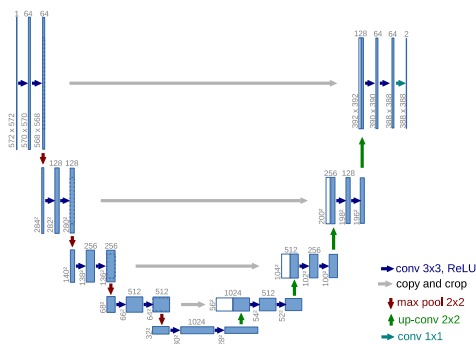 1 64 64
128 64 64 2
572 x 572
570 x 570
568 x 568
392 x 392
390 x 390
388 x 388
388 x 388
128 128
256 128
284²
282²
280²
200²
198²
196²
256 256
512 256
140²
138²
136²
104²
102²
100²
conv 3x3, ReLU
copy and crop
512 512
1024 512
max pool 2x2
68²
66²
64²
56²
54²
52²
up-conv 2x2
1024
conv 1x1
32²